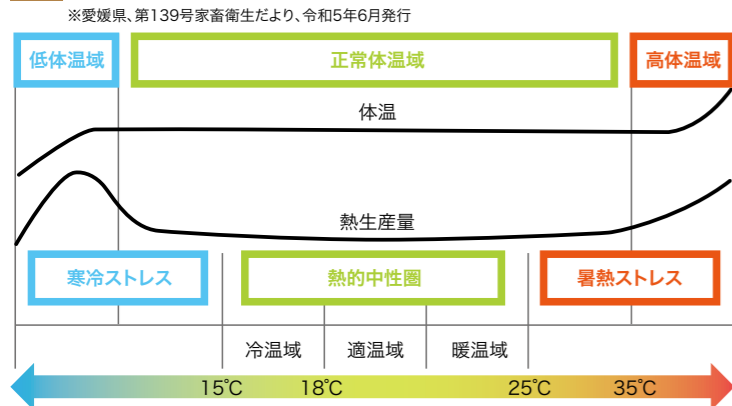 ※愛媛県、第139号家畜衛生だより、令和5年6月発行
低体温域
正常体温域
高体温域
体温
熱生産量
寒冷ストレス
熱的中性圏
暑熱ストレス
冷温域
適温域
暖温域
15℃
18℃
25℃
35℃